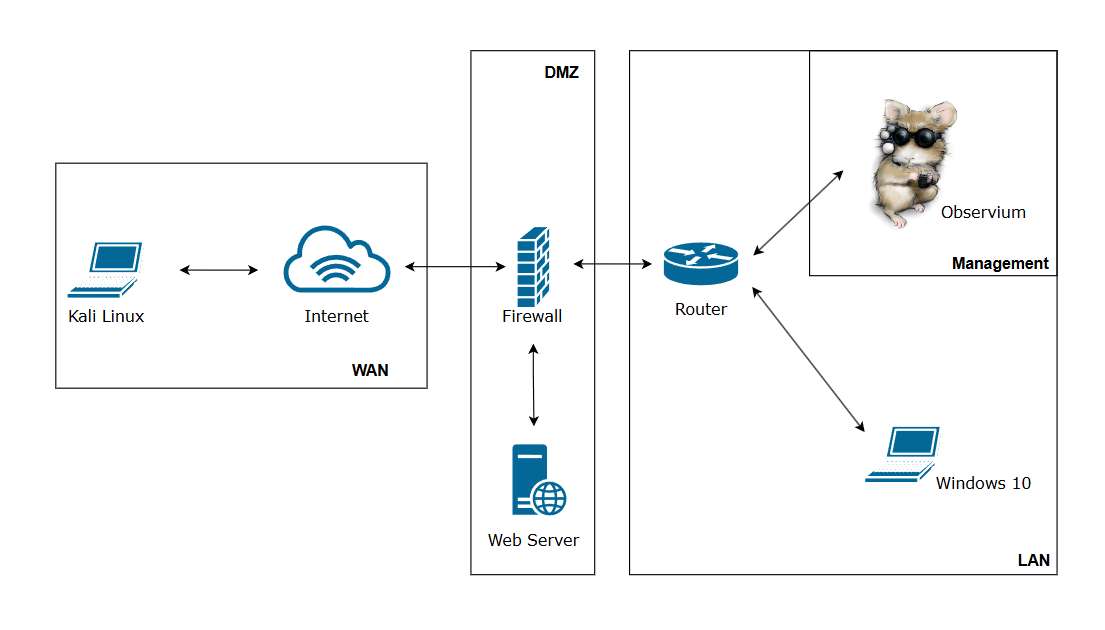 DMZ
Observium
Management
Kali Linux
Internet
Firewall
Router
WAN
Windows 10
Web Server
LAN